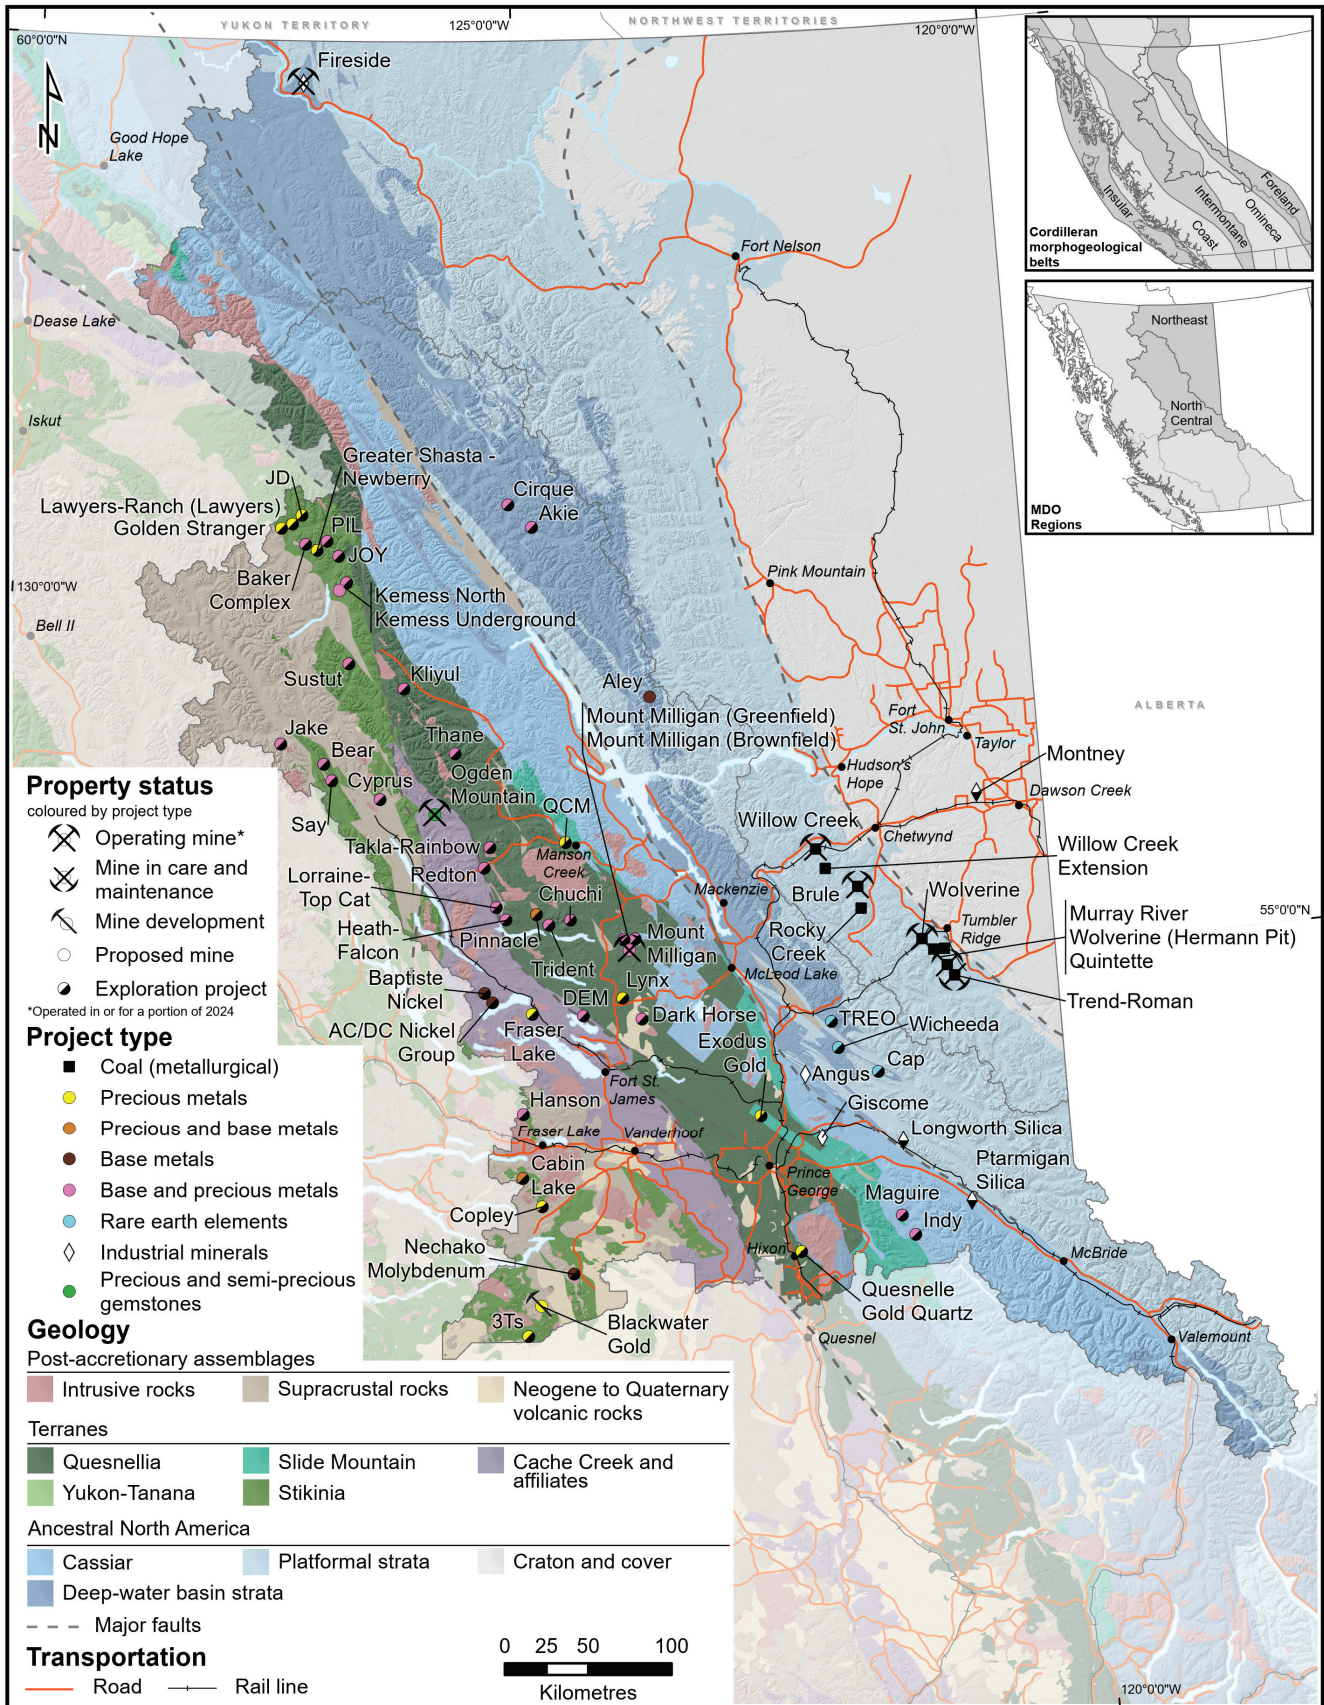 YUKON TERRITORY
NORTHWEST TERRITORIES
60°0'0"N
125°0'0"W
120°0'0"W
N
Fireside
Good Hope
Lake
Fort Nelson
Dease Lake
Iskut
Foreland
Omineca
Intermontane
Coast
Insular
Cordilleran
morphogeological
belts
Northeast
North
Central
MDO
Regions
Greater Shasta -
Newberry
JD
Lawyers-Ranch (Lawyers)
Golden Stranger
PIL
JOY
Baker
Complex
Cirque
Akie
Pink Mountain
130°0'0"W
Bell II
Kemess North
Kemess Underground
Sustut
Kliyul
Aley
Mount Milligan (Greenfield)
Mount Milligan (Brownfield)
Fort
St. John
Taylor
ALBERTA
Jake
Bear
Thane
Ogden
Mountain
Cyprus
Say
QCM
Hudson's
Hope
Montney
Dawson Creek
Willow Creek
Chetwynd
Takla-Rainbow
Manson
Creek
Redton
Lorraine-
Top Cat
Chuchi
Mackenzie
Brule
Willow Creek
Extension
Wolverine
Heath-
Falcon
Pinnacle
Trident
Mount
Milligan
Rocky
Creek
Tumbler
Ridge
55°0'0"N
Murray River
Wolverine (Hermann Pit)
Quintette
Trend-Roman
McLeod Lake
Baptiste
Nickel
DEM
Lynx
AC/DC Nickel
Group
Fraser
Lake
Dark Horse
Exodus
Gold
TREO
Wicheeda
Cap
Angus
Fort St.
James
Hanson
Giscome
Fraser Lake
Vanderhoof
Longworth Silica
Cabin
Lake
Prince
George
Ptarmigan
Silica
Copley
Maguire
Indy
Nechako
Molybdenum
Hixon
McBride
Quesnelle
Gold Quartz
3Ts
Blackwater
Gold
Quesnel
Valemount
Property status
coloured by project type
Operating mine*
Mine in care and
maintenance
Mine development
Proposed mine
Exploration project
*Operated in or for a portion of 2024
Project type
Coal (metallurgical)
Precious metals
Precious and base metals
Base metals
Base and precious metals
Rare earth elements
Industrial minerals
Precious and semi-precious
gemstones
Geology
Post-accretionary assemblages
Intrusive rocks
Supracrustal rocks
Neogene to Quaternary
volcanic rocks
Terranes
Quesnellia
Slide Mountain
Cache Creek and
affiliates
Yukon-Tanana
Stikinia
Ancestral North America
Cassiar
Platformal strata
Craton and cover
Deep-water basin strata
Major faults
Transportation
Road
Rail line
0 25 50 100
Kilometres
120°0'0"W